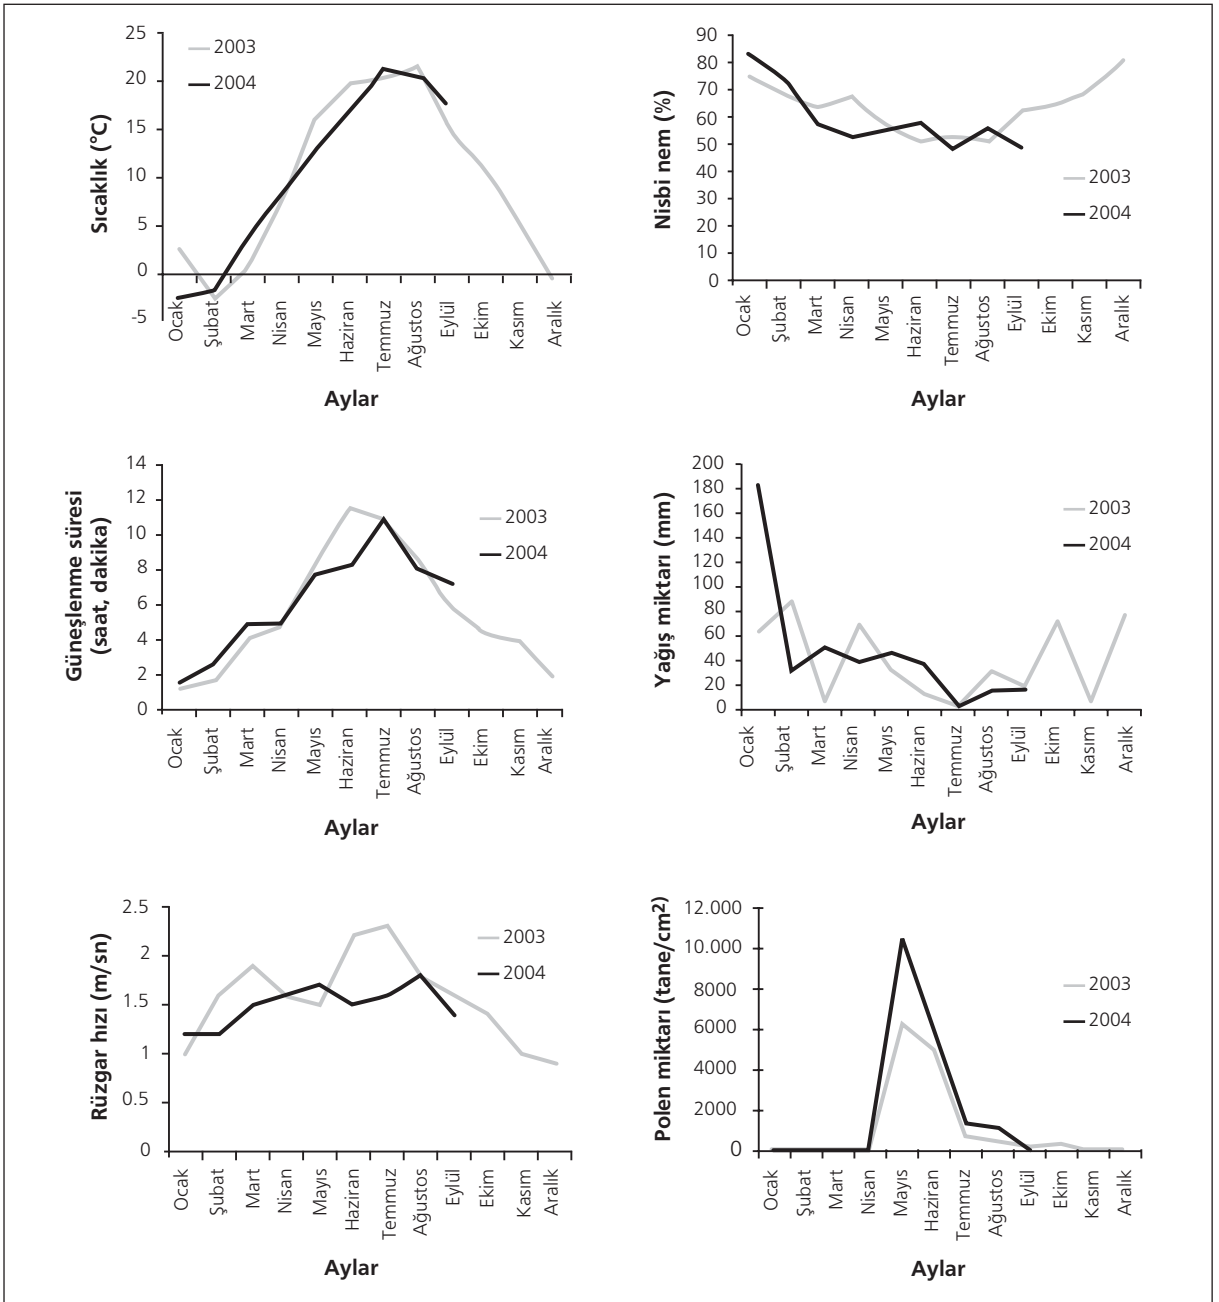 25
20
15
10
5
0
-5
Sıcaklık (°C)
2003
2004
Ocak
Şubat
Mart
Nisan
Mayıs
Haziran
Temmuz
Ağustos
Eylül
Ekim
Kasım
Aralık
Aylar
90
80
70
60
50
40
30
20
10
0
Nisbi nem (%)
2003
2004
Ocak
Şubat
Mart
Nisan
Mayıs
Haziran
Temmuz
Ağustos
Eylül
Ekim
Kasım
Aralık
Aylar
14
12
10
8
6
4
2
0
Güneşlenme süresi
(saat, dakika)
2003
2004
Ocak
Şubat
Mart
Nisan
Mayıs
Haziran
Temmuz
Ağustos
Eylül
Ekim
Kasım
Aralık
Aylar
200
180
160
140
120
100
80
60
40
20
0
Yağış miktarı (mm)
2003
2004
Ocak
Şubat
Mart
Nisan
Mayıs
Haziran
Temmuz
Ağustos
Eylül
Ekim
Kasım
Aralık
Aylar
2.5
2
1.5
1
0.5
0
Rüzgar hızı (m/sn)
2003
2004
Ocak
Şubat
Mart
Nisan
Mayıs
Haziran
Temmuz
Ağustos
Eylül
Ekim
Kasım
Aralık
Aylar
12.000
10.000
8000
6000
4000
2000
0
Polen miktarı (tane/cm²)
2003
2004
Ocak
Şubat
Mart
Nisan
Mayıs
Haziran
Temmuz
Ağustos
Eylül
Ekim
Kasım
Aralık
Aylar